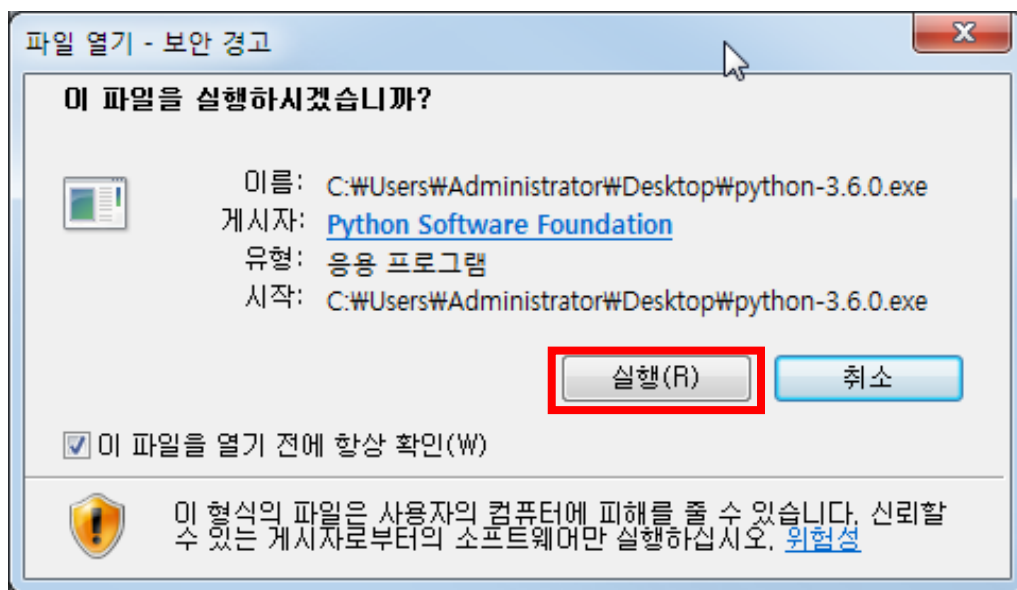 파일 열기 - 보안 경고
이 파일을 실행하시겠습니까?
이름: C:₩Users₩Administrator₩Desktop₩python-3.6.0.exe
게시자: Python Software Foundation
유형: 응용 프로그램
시작: C:₩Users₩Administrator₩Desktop₩python-3.6.0.exe
실행(R) 취소
이 파일을 열기 전에 항상 확인(W)
이 형식의 파일은 사용자의 컴퓨터에 피해를 줄 수 있습니다. 신뢰할
수 있는 게시자로부터의 소프트웨어만 실행하십시오. 위험성